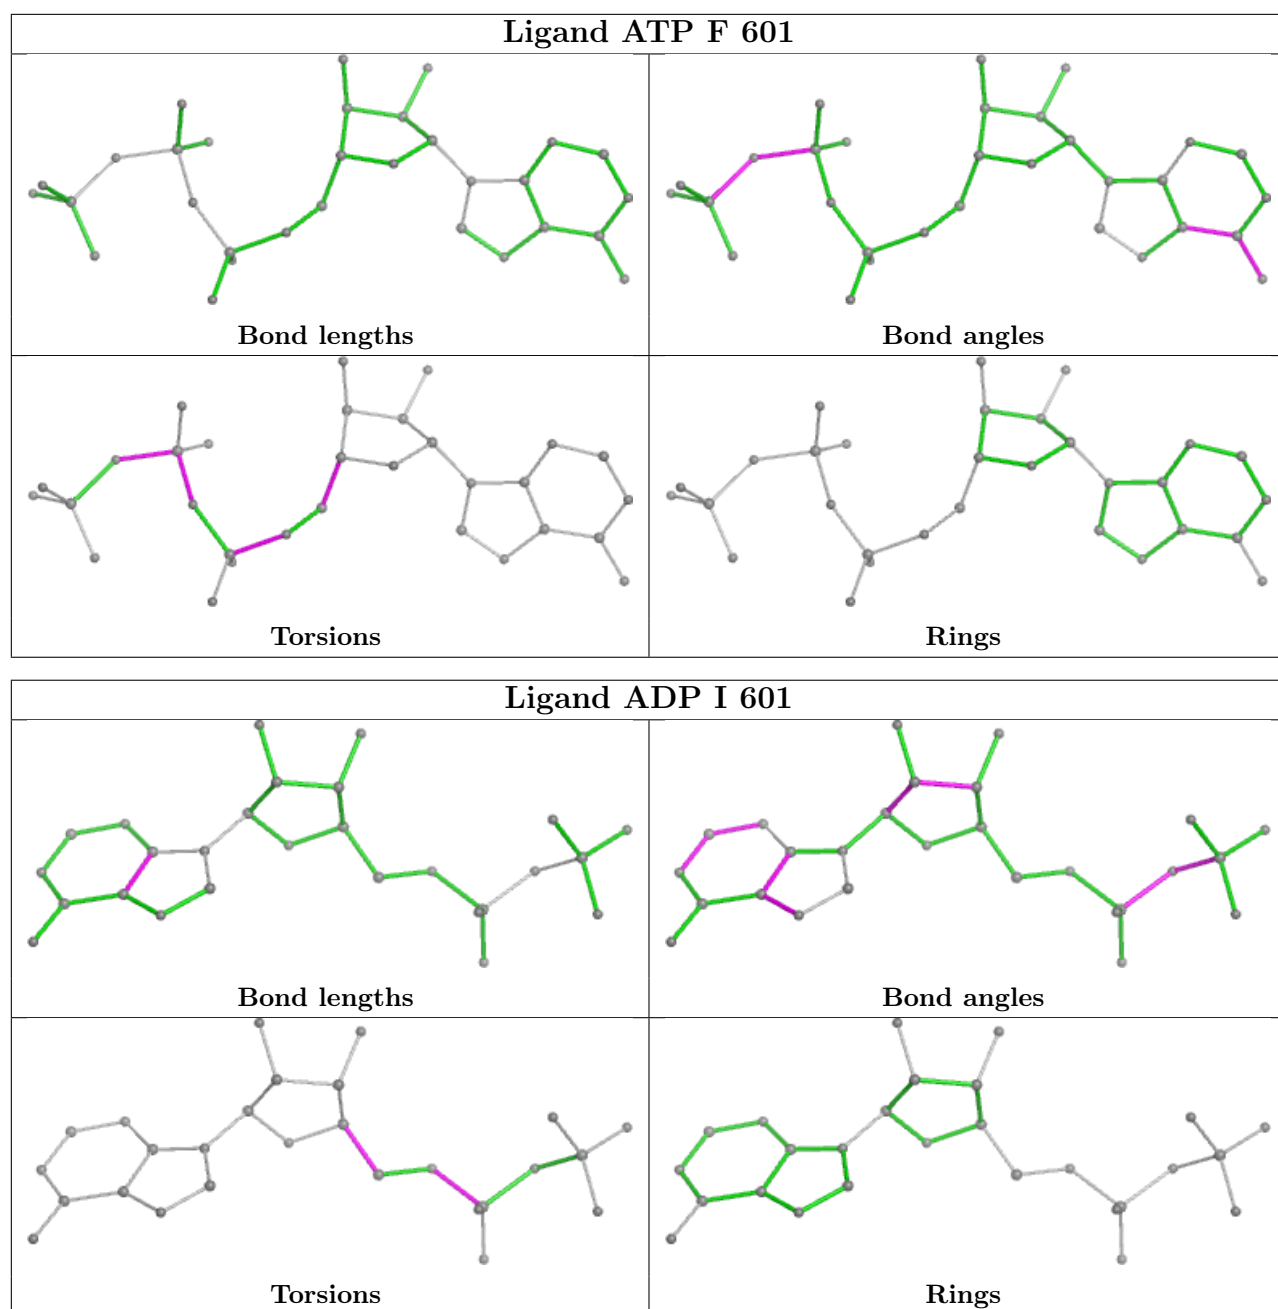 Ligand ATP F 601
Bond lengths
Bond angles
Torsions
Rings
Ligand ADP I 601
Bond lengths
Bond angles
Torsions
Rings